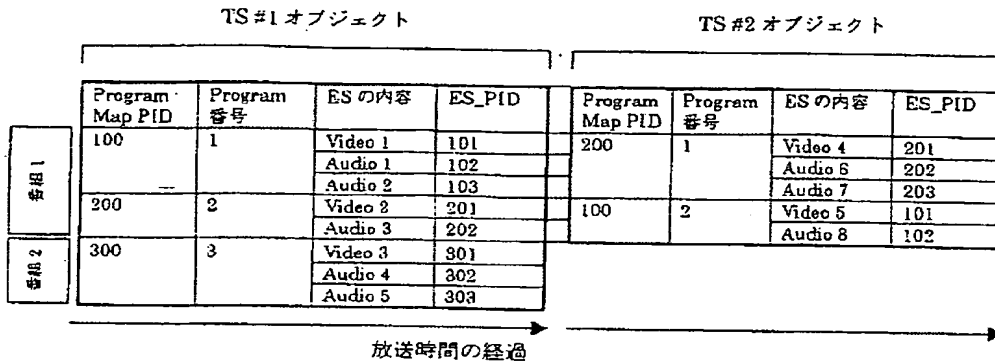 TS #1 オブジェクト
TS #2 オブジェクト
Program Map PID Program 番号 ES の内容 ES_PID
番組 1
100 1 Video 1 101
Audio 1 102
Audio 2 103
200 2 Video 2 201
Audio 3 202
番組 2
300 3 Video 3 301
Audio 4 302
Audio 5 303
Program Map PID Program 番号 ES の内容 ES_PID
200 1 Video 4 201
Audio 6 202
Audio 7 203
100 2 Video 5 101
Audio 8 102
放送時間の経過